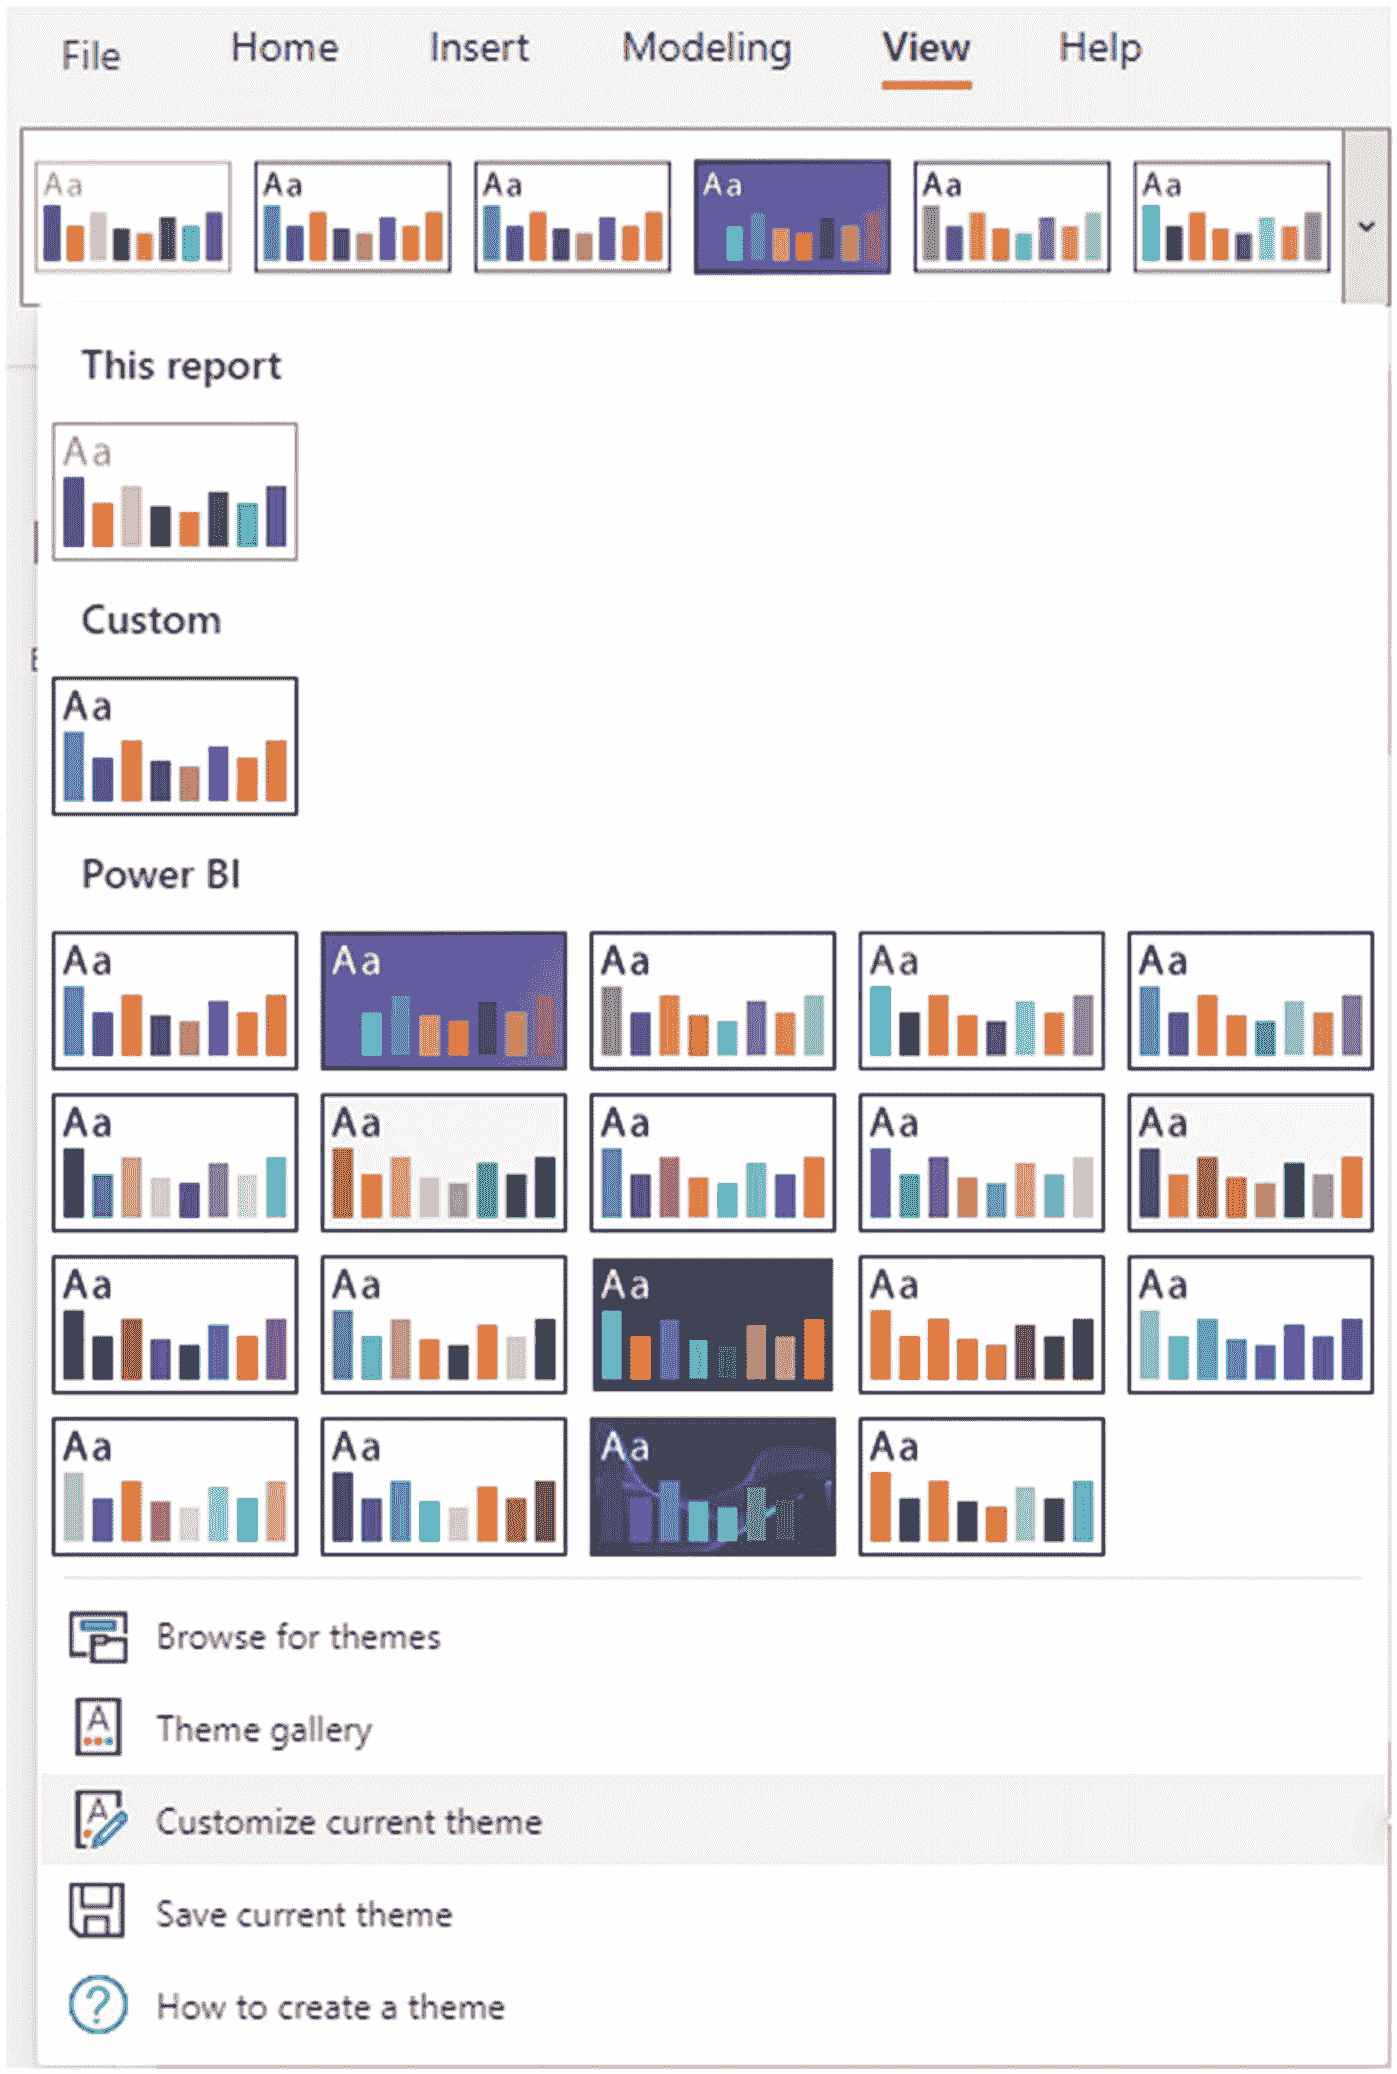 File Home Insert Modeling View Help
Aa Aa Aa Aa Aa Aa
This report
Aa
Custom
Aa
Power BI
Aa Aa Aa Aa Aa
Aa Aa Aa Aa Aa
Aa Aa Aa Aa Aa
Aa Aa Aa Aa
Browse for themes
Theme gallery
Customize current theme
Save current theme
How to create a theme